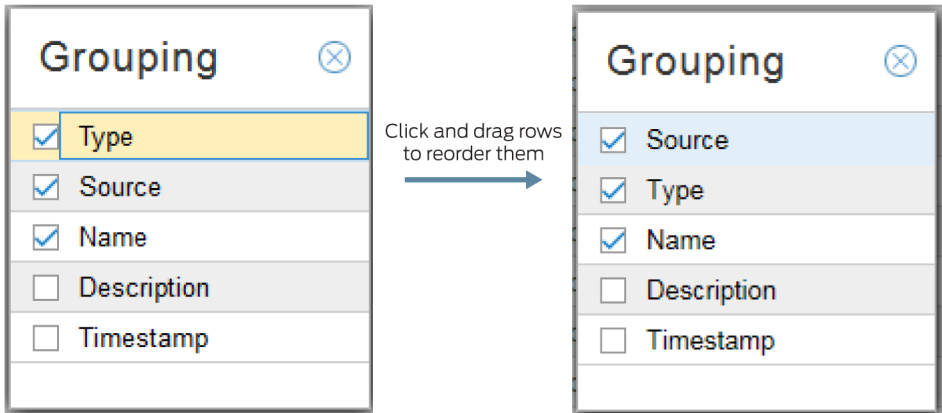 Grouping
Type
Source
Name
Description
Timestamp
Click and drag rows
to reorder them
Grouping
Source
Type
Name
Description
Timestamp